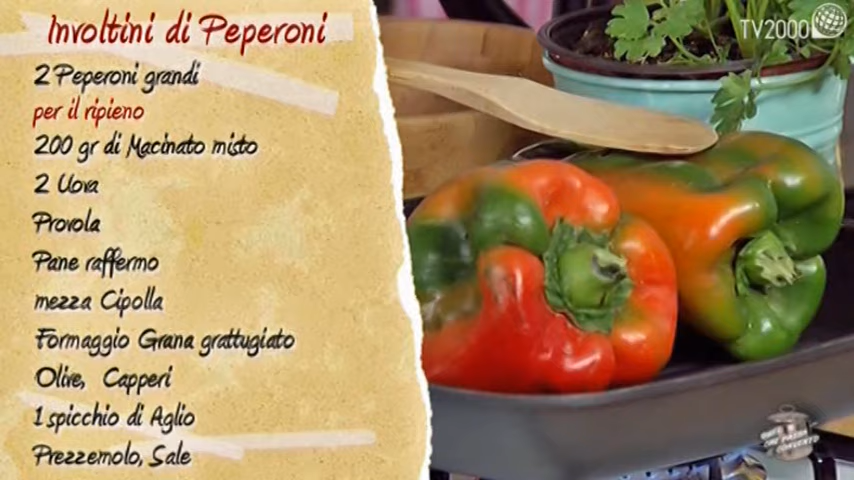 Involtini di Peperoni
2 Peperoni grandi
per il ripieno
200 gr di Macinato misto
2 Uova
Provola
Pane raffermo
mezza Cipolla
Formaggio Grana grattugiato
Olive, Capperi
1 spicchio di Aglio
Prezzemolo, Sale
TV2000